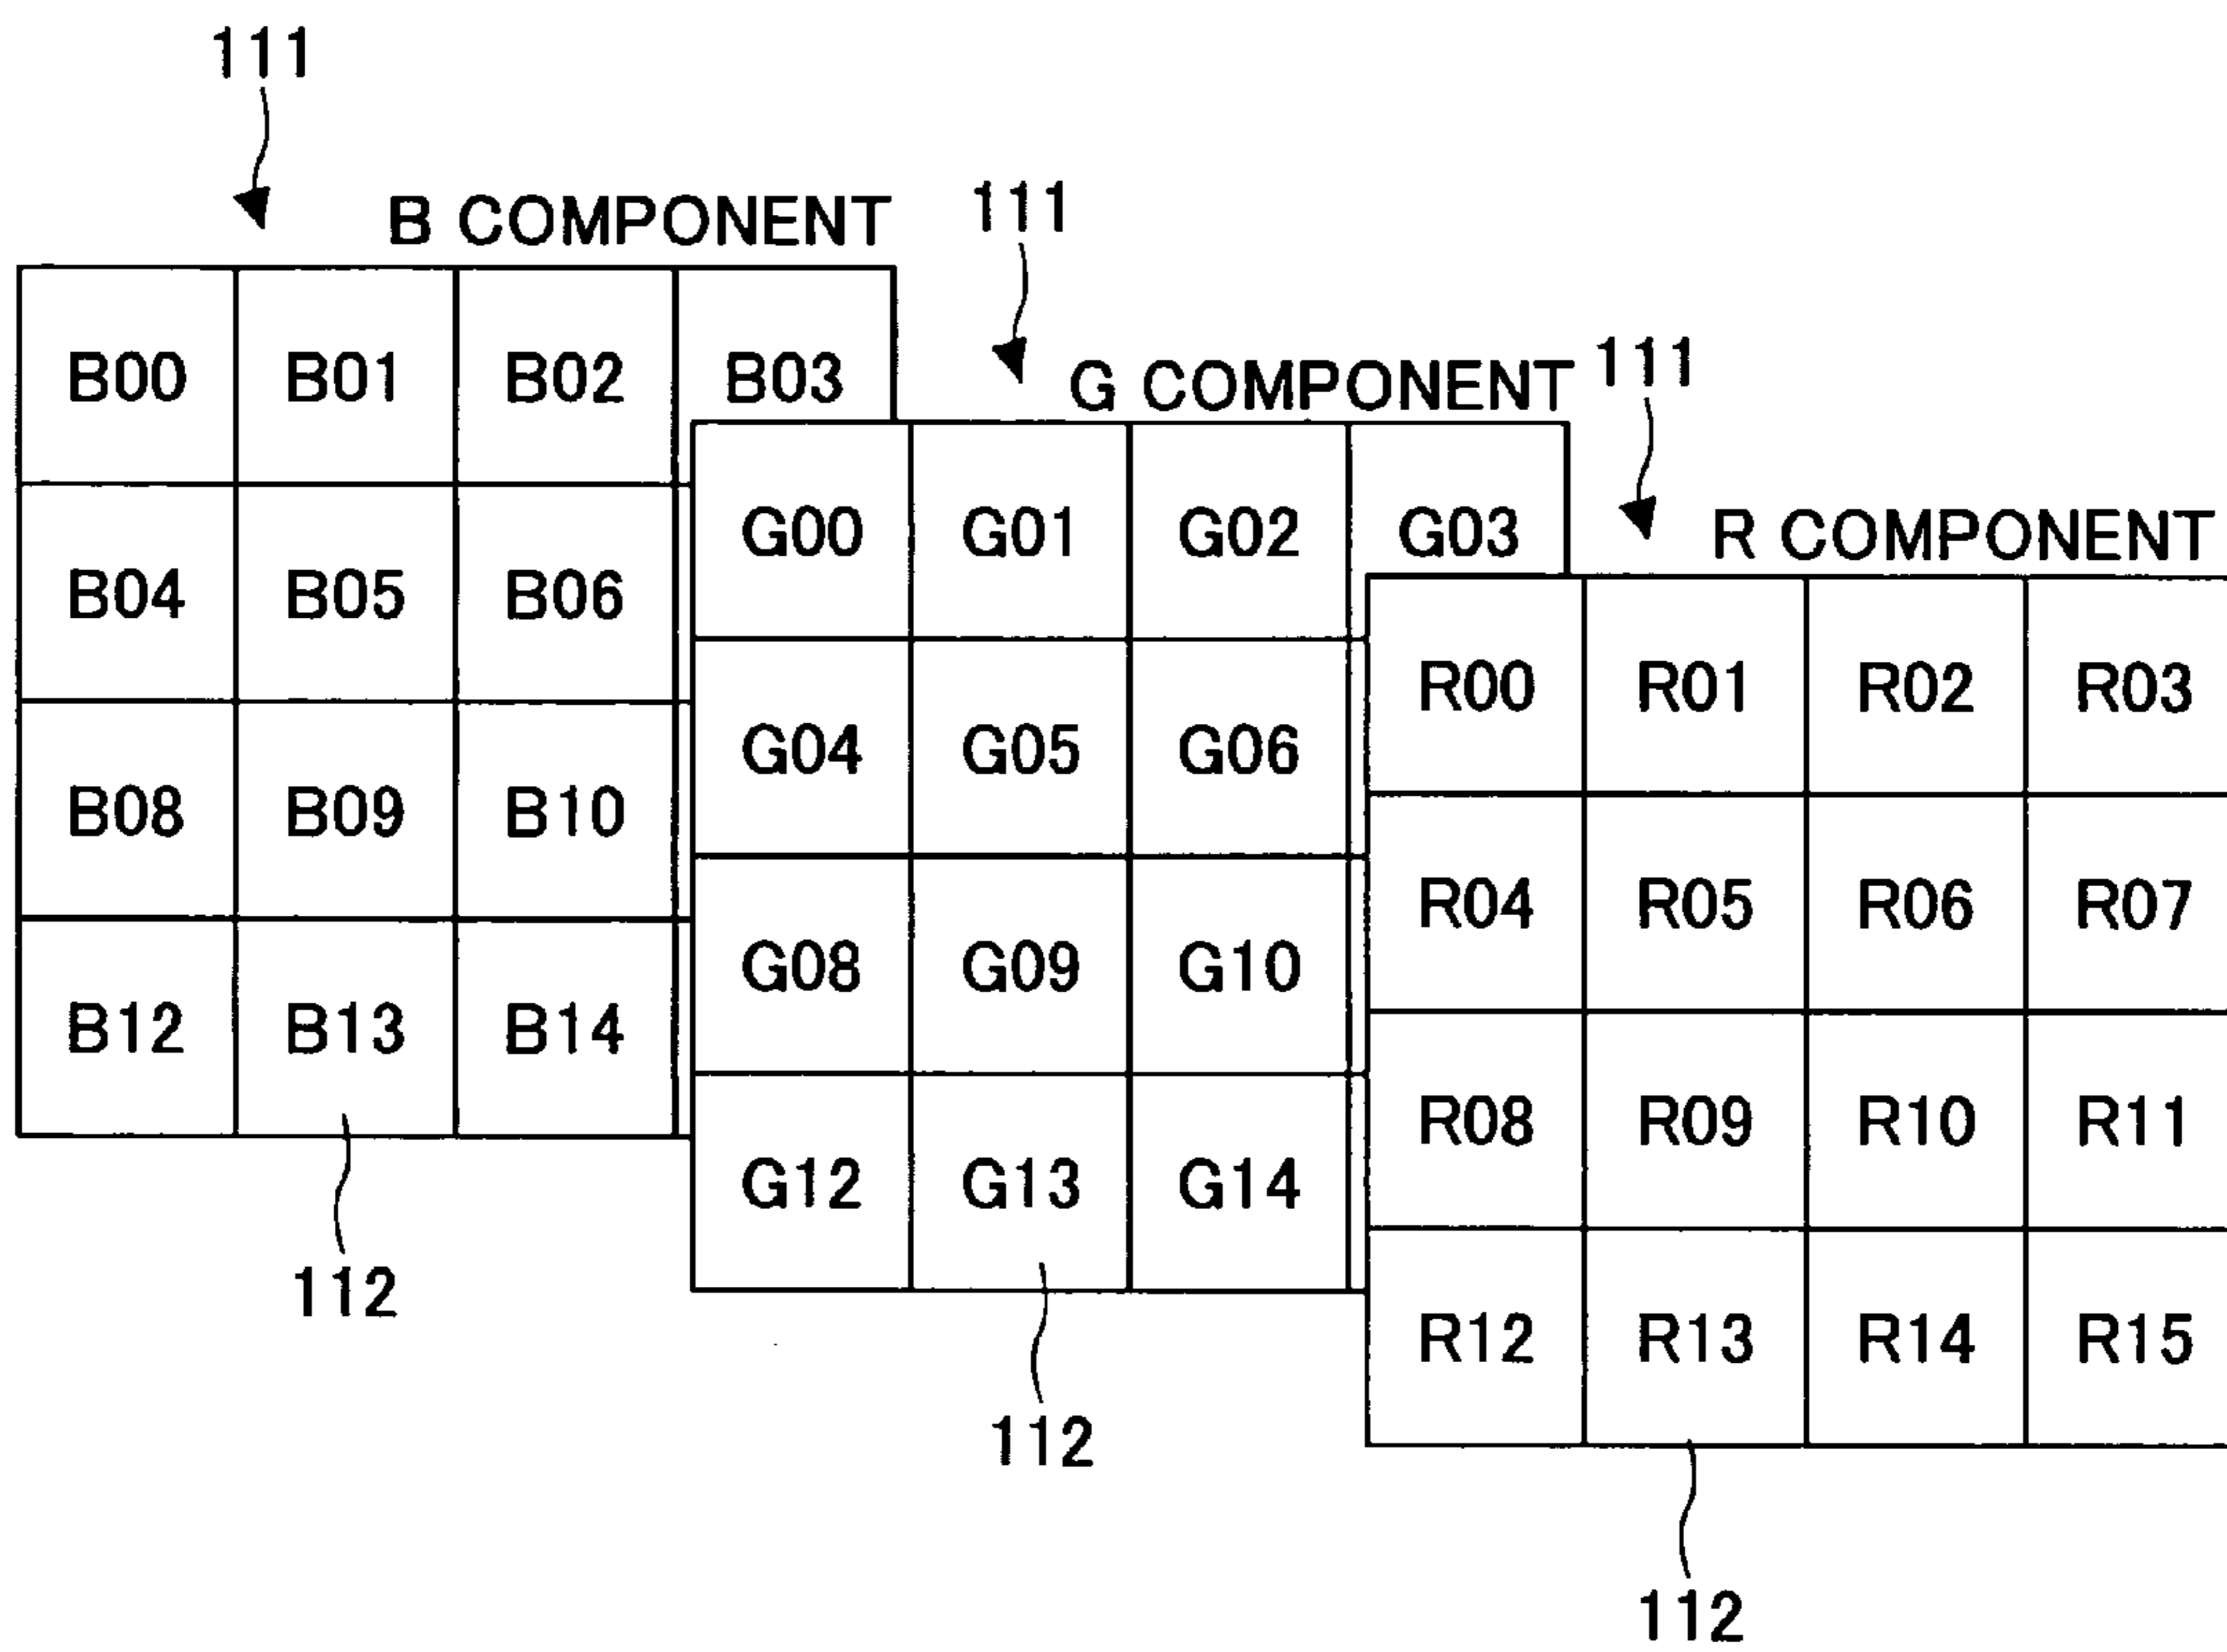 111
B COMPONENT
B00 B01 B02 B03
B04 B05 B06
B08 B09 B10
B12 B13 B14
112
111
G COMPONENT
G00 G01 G02 G03
G04 G05 G06
G08 G09 G10
G12 G13 G14
112
111
R COMPONENT
R00 R01 R02 R03
R04 R05 R06 R07
R08 R09 R10 R11
R12 R13 R14 R15
112